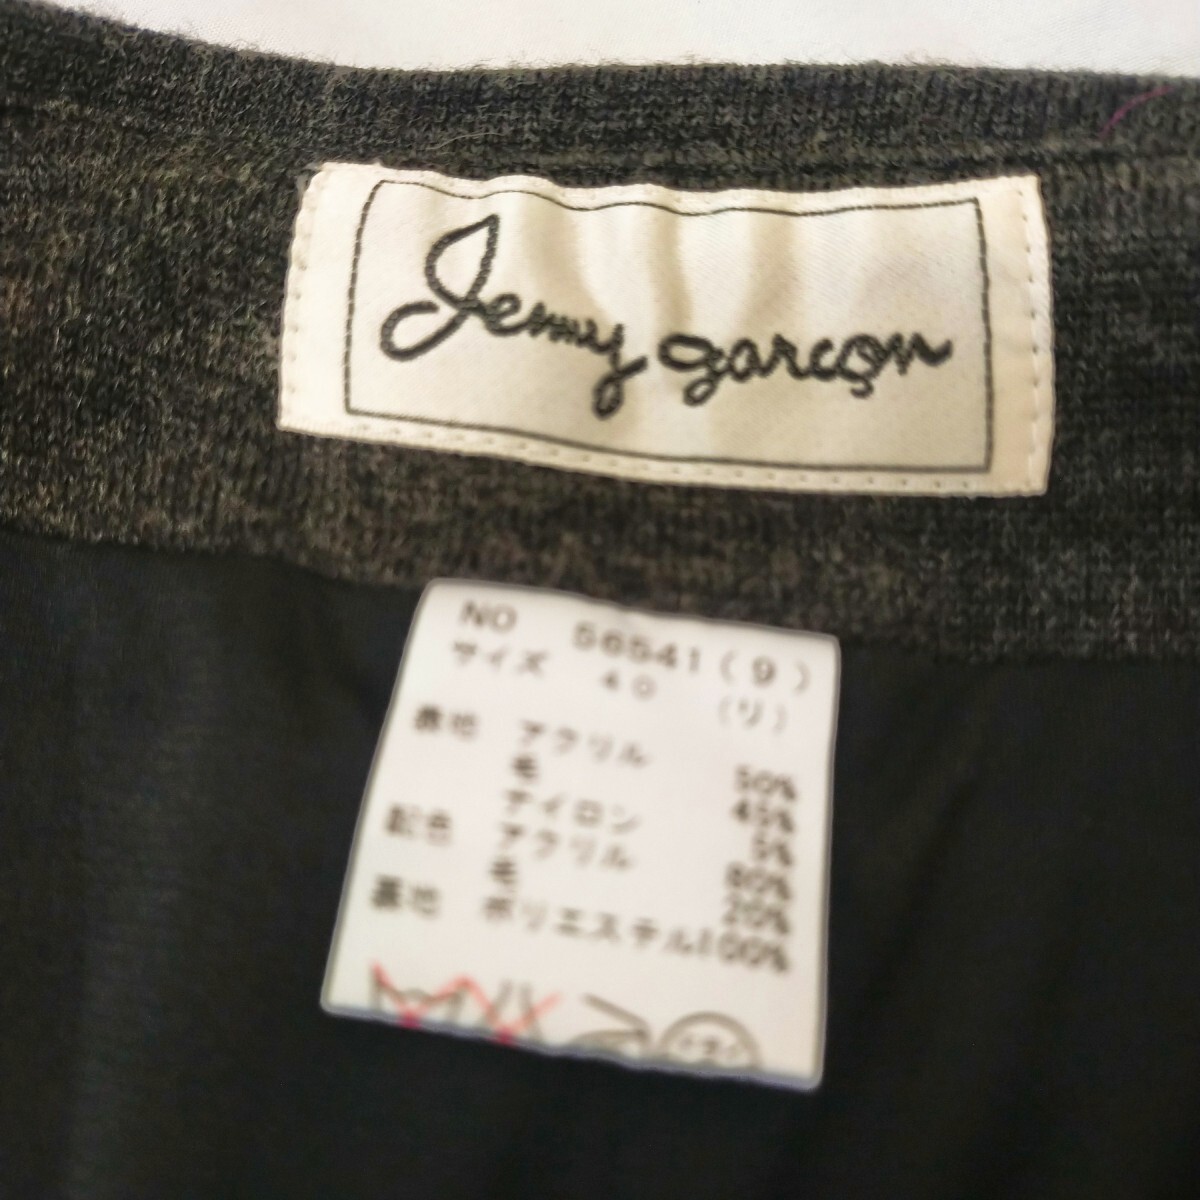 Jenny garçon
NO 56541(9)
サイズ 40 (リ)
表地 アクリル 50%
毛 45%
ナイロン 5%
配色 アクリル 80%
毛 20%
裏地 ポリエステル100%